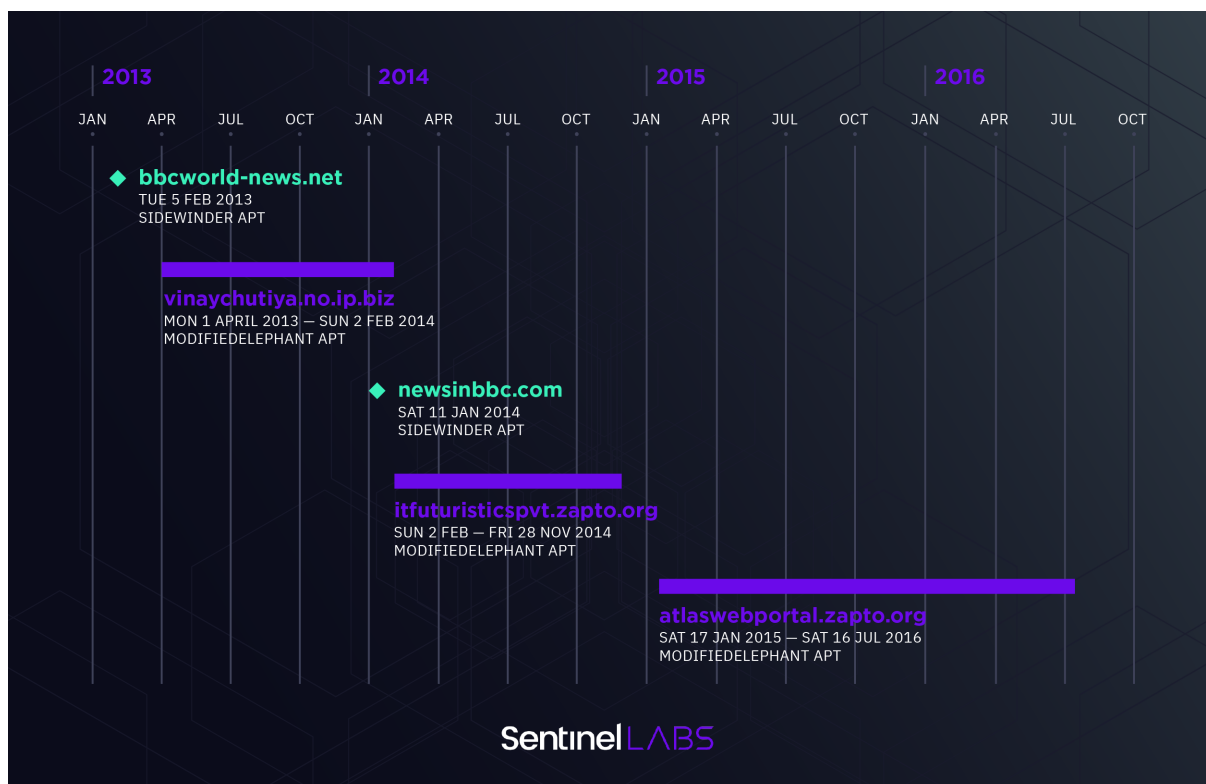 2013 2014 2015 2016
JAN APR JUL OCT JAN APR JUL OCT JAN APR JUL OCT JAN APR JUL OCT
bbcworld-news.net
TUE 5 FEB 2013
SIDEWINDER APT
vinaychutiya.no.ip.biz
MON 1 APRIL 2013 — SUN 2 FEB 2014
MODIFIEDELEPHANT APT
newsinbbc.com
SAT 11 JAN 2014
SIDEWINDER APT
itfuturisticspvt.zapto.org
SUN 2 FEB — FRI 28 NOV 2014
MODIFIEDELEPHANT APT
atlaswebportal.zapto.org
SAT 17 JAN 2015 — SAT 16 JUL 2016
MODIFIEDELEPHANT APT
Sentinel LABS